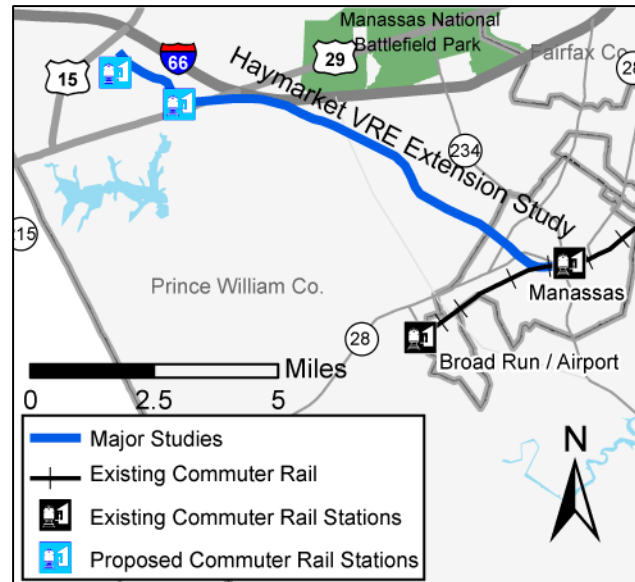 Manassas National
Battlefield Park
Fairfax Co.
15
66
29
28
Haymarket VRE Extension Study
234
215
Prince William Co.
Manassas
28
Broad Run / Airport
Miles
0 2.5 5
Major Studies
Existing Commuter Rail
Existing Commuter Rail Stations
Proposed Commuter Rail Stations
N